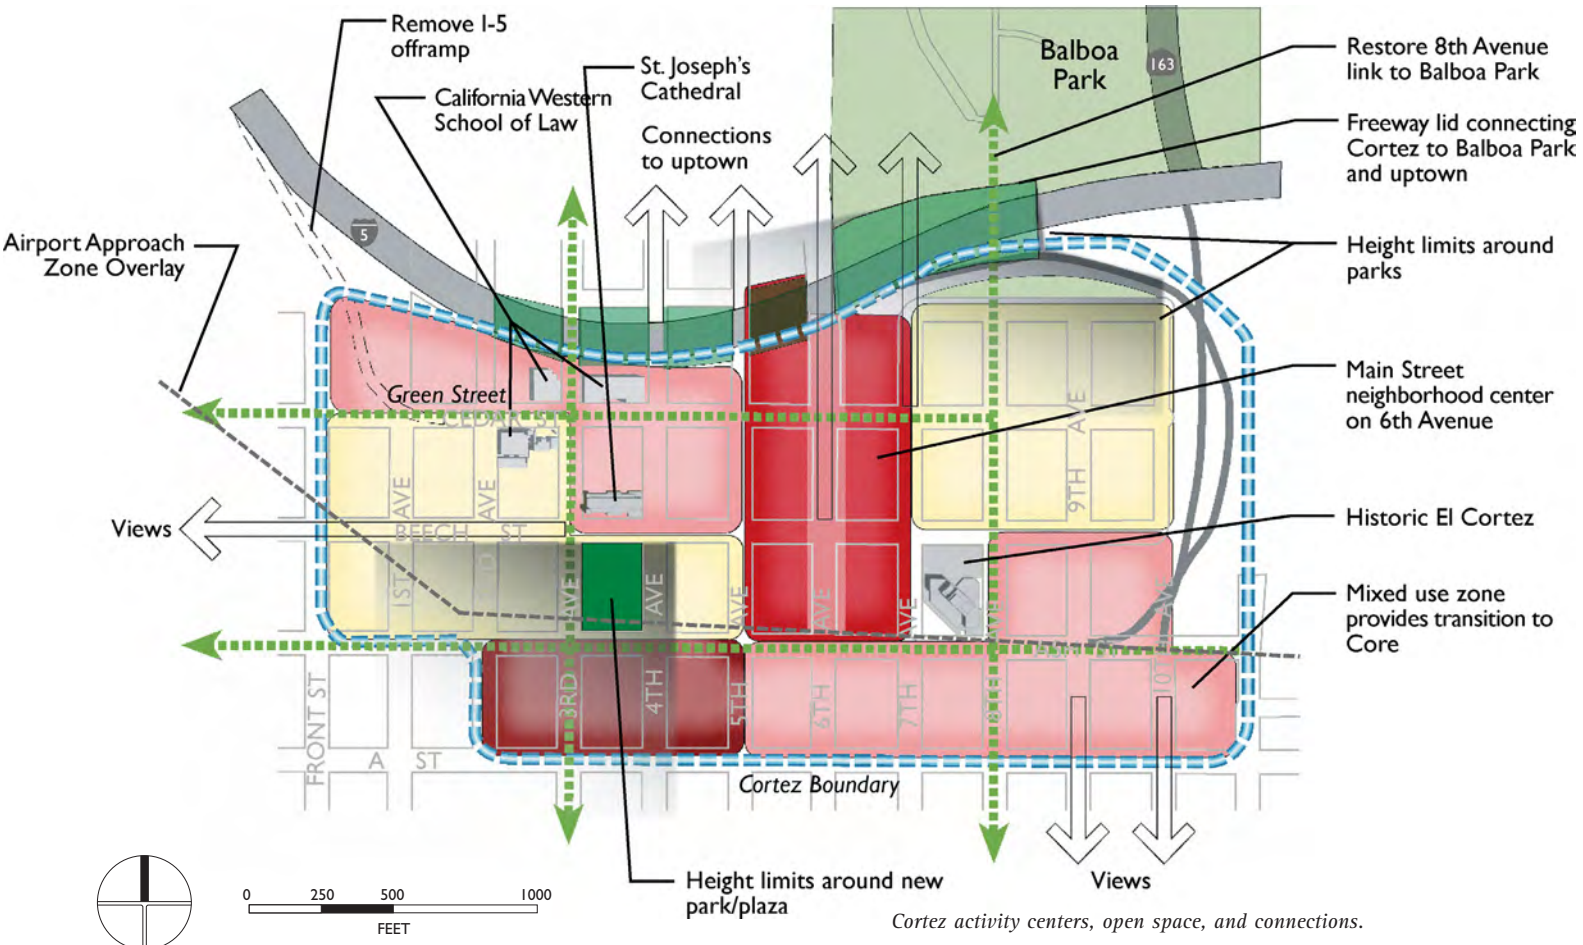 Remove I-5
offramp
California Western
School of Law
St. Joseph's
Cathedral
Connections
to uptown
Balboa
Park
163
Restore 8th Avenue
link to Balboa Park
Freeway lid connecting
Cortez to Balboa Park
and uptown
5
Airport Approach
Zone Overlay
Height limits around
parks
Green Street
CEDAR ST
Main Street
neighborhood center
on 6th Avenue
9TH AVE
Views
BEECH ST
1ST AVE
AVE
Historic El Cortez
AVE
AVE
AVE
AVE
AVE
AVE
Mixed use zone
provides transition to
Core
FRONT ST
3RD
4TH
5TH
6TH
7TH
10TH
A ST
Cortez Boundary
Height limits around new
park/plaza
Views
0 250 500 1000
FEET
Cortez activity centers, open space, and connections.